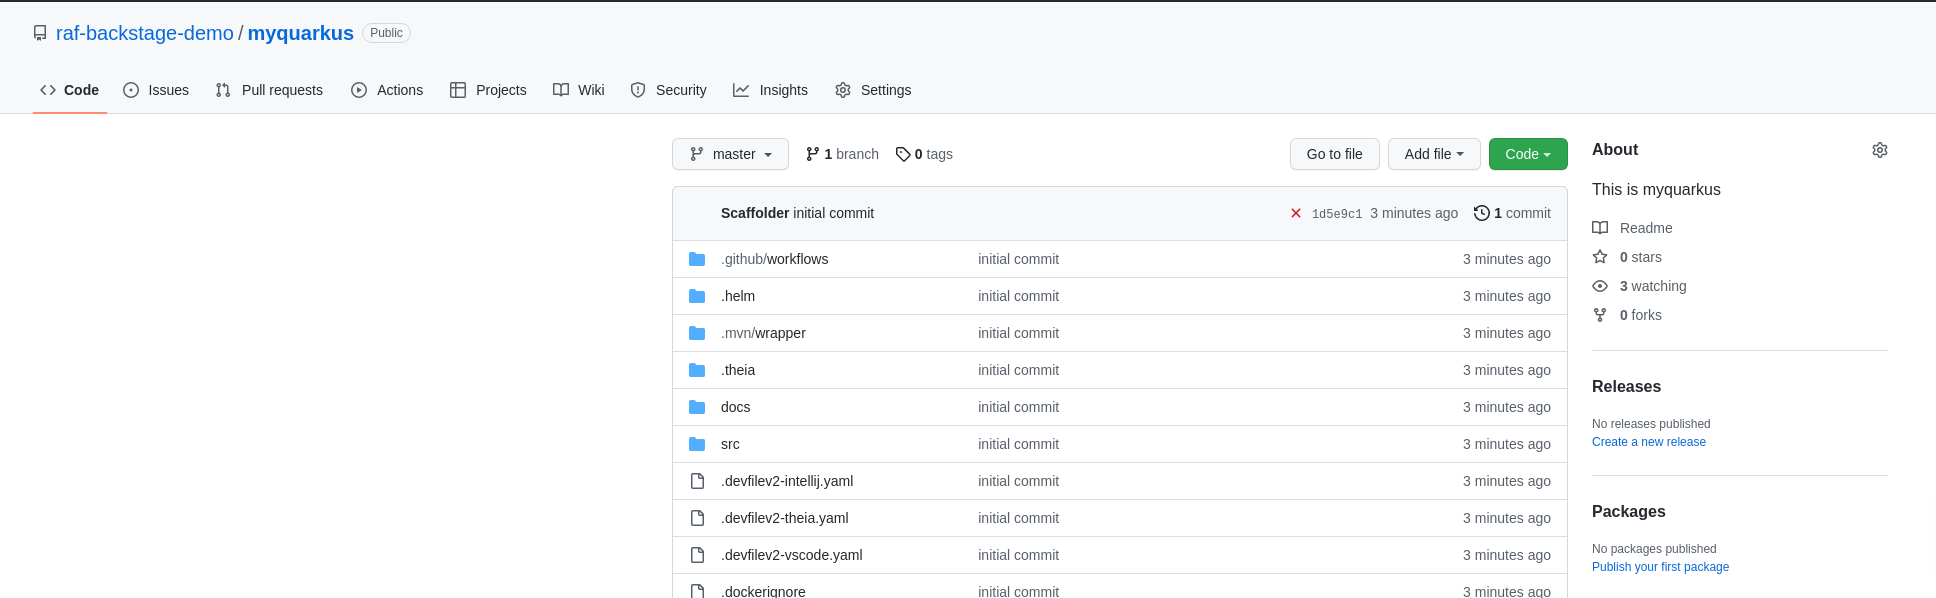 raf-backstage-demo / myquarkus Public
Code Issues Pull requests Actions Projects Wiki Security Insights Settings
master 1 branch 0 tags Go to file Add file Code
Scaffolder initial commit 1d5e9c1 3 minutes ago 1 commit
.github/workflows initial commit 3 minutes ago
.helm initial commit 3 minutes ago
.mvn/wrapper initial commit 3 minutes ago
.theia initial commit 3 minutes ago
docs initial commit 3 minutes ago
src initial commit 3 minutes ago
.devfilev2-intellij.yaml initial commit 3 minutes ago
.devfilev2-theia.yaml initial commit 3 minutes ago
.devfilev2-vscode.yaml initial commit 3 minutes ago
.dockerignore initial commit 3 minutes ago
About
This is myquarkus
Readme
0 stars
3 watching
0 forks
Releases
No releases published
Create a new release
Packages
No packages published
Publish your first package